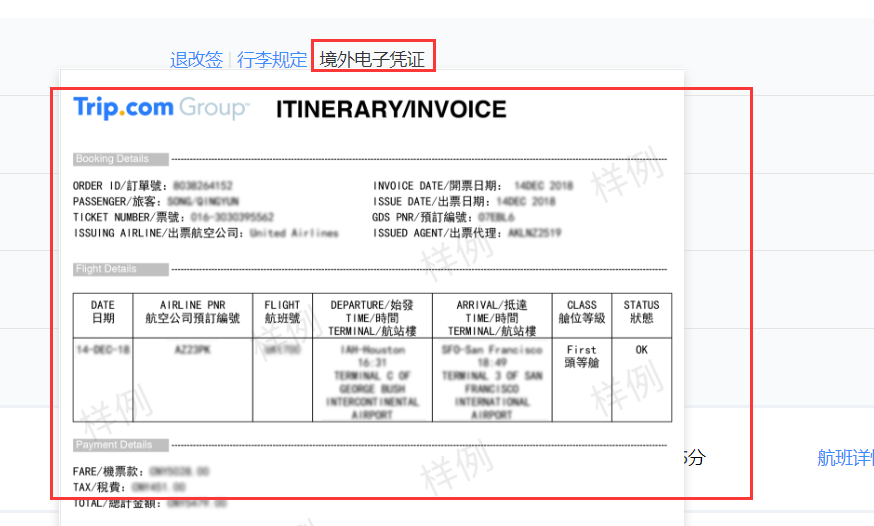 退改签 | 行李规定 境外电子凭证
Trip.com Group ITINERARY/INVOICE
Booking Details
ORDER ID/訂單號: 8038264152 INVOICE DATE/開票日期: 14DEC 2018
PASSENGER/旅客: SONG/QINGYUN ISSUE DATE/出票日期: 14DEC 2018
TICKET NUMBER/票號: 016-3030395562 GDS PNR/預訂編號: 07EBL6
ISSUING AIRLINE/出票航空公司: United Airlines ISSUED AGENT/出票代理: AKLNZ2519
样例
样例
Flight Details
DATE AIRLINE PNR FLIGHT DEPARTURE/始發 ARRIVAL/抵達 CLASS STATUS
日期 航空公司預訂編號 航班號 TIME/時間 TIME/時間 艙位等級 狀態
TERMINAL/航站樓 TERMINAL/航站樓
样例
14-DEC-18 AZ23PK IAH-Houston SFO-San Francisco First OK
16:31 18:49 頭等艙
TERMINAL C OF TERMINAL 3 OF SAN
GEORGE BUSH FRANCISCO
INTERCONTINENTAL INTERNATIONAL
AIRPORT AIRPORT
样例
样例
Payment Details
5分 航班详
样例
FARE/機票款: CNY5028.00
TAX/稅費: CNY451.00
TOTAL/總計金額: CNY5479.00